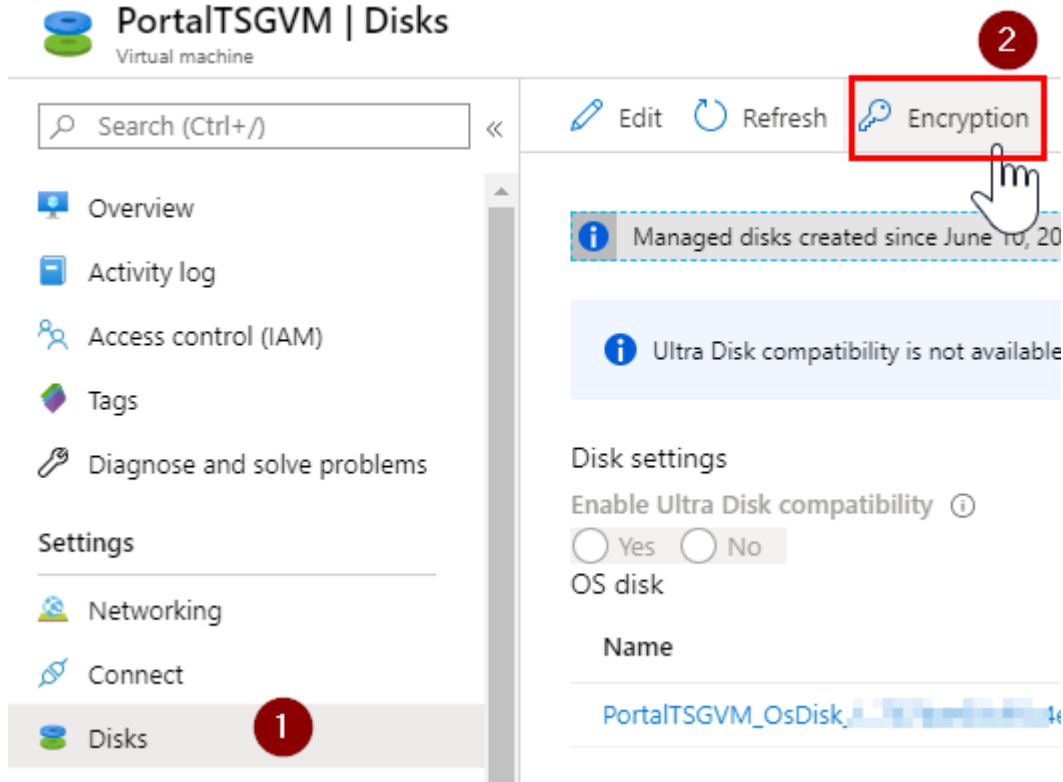 PortalTSGVM | Disks
Virtual machine
2
Search (Ctrl+/)
«
Edit
Refresh
Encryption
Overview
Activity log
Access control (IAM)
Tags
Diagnose and solve problems
Settings
Networking
Connect
1
Disks
Managed disks created since June 10, 20
Ultra Disk compatibility is not available
Disk settings
Enable Ultra Disk compatibility
Yes
No
OS disk
Name
PortalTSGVM_OsDisk_